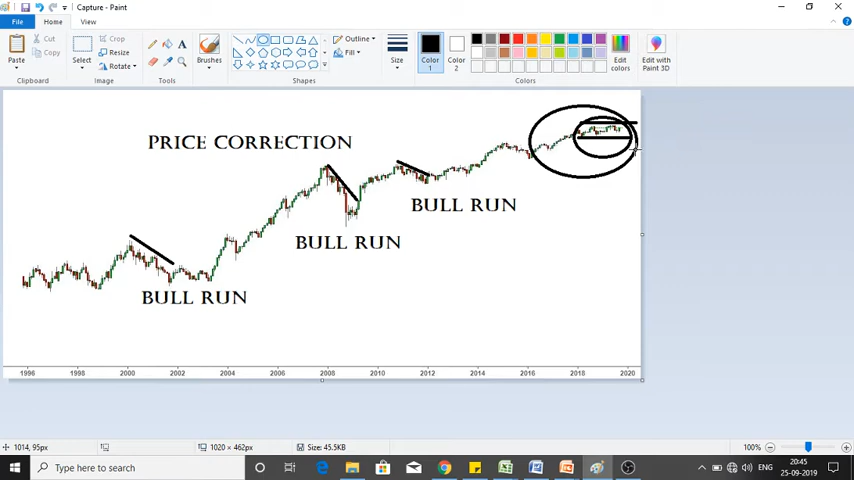 Capture - Paint
File
Home
View
Paste
Cut
Copy
Clipboard
Select
Crop
Resize
Rotate
Image
A
Tools
Brushes
Outline
Fill
Shapes
Size
Color 1
Color 2
Edit colors
Colors
Edit with Paint 3D
PRICE CORRECTION
BULL RUN
BULL RUN
BULL RUN
1996 1998 2000 2002 2004 2006 2008 2010 2012 2014 2016 2018 2020
1014, 95px
1020 × 462px
Size: 45.5KB
100%
Type here to search
ENG
20:45
25-09-2019